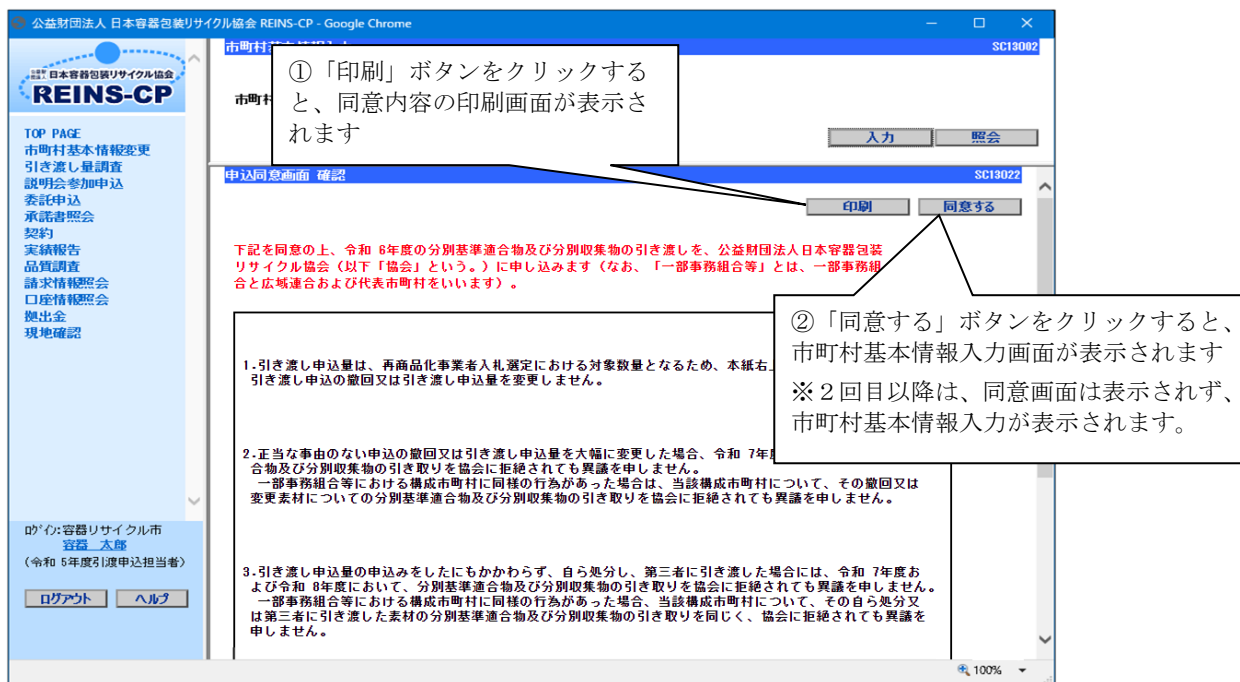 公益財団法人 日本容器包装リサイクル協会 REINS-CP - Google Chrome
日本容器包装リサイクル協会
REINS-CP
TOP PAGE
市町村基本情報変更
引き渡し量調査
説明会参加申込
委託申込
承諾書照会
契約
実績報告
品質調査
請求情報照会
口座情報照会
拠出金
現地確認
ﾛｸﾞｲﾝ:容器リサイクル市
容器 太郎
(令和 5年度引渡申込担当者)
ログアウト ヘルプ
市町村 SC13002
市町村
入力 照会
①「印刷」ボタンをクリックする
と、同意内容の印刷画面が表示さ
れます
申込同意画面 確認 SC13022
印刷 同意する
下記を同意の上、令和 6年度の分別基準適合物及び分別収集物の引き渡しを、公益財団法人日本容器包装
リサイクル協会(以下「協会」という。)に申し込みます(なお、「一部事務組合等」とは、一部事務組
合と広域連合および代表市町村をいいます)。
②「同意する」ボタンをクリックすると、
市町村基本情報入力画面が表示されます
※２回目以降は、同意画面は表示されず、
市町村基本情報入力が表示されます。
1.引き渡し申込量は、再商品化事業者入札選定における対象数量となるため、本紙右上
引き渡し申込の撤回又は引き渡し申込量を変更しません。
2.正当な事由のない申込の撤回又は引き渡し申込量を大幅に変更した場合、令和 7年度
合物及び分別収集物の引き取りを協会に拒絶されても異議を申しません。
一部事務組合等における構成市町村に同様の行為があった場合は、当該構成市町村について、その撤回又は
変更素材についての分別基準適合物及び分別収集物の引き取りを協会に拒絶されても異議を申しません。
3.引き渡し申込量の申込みをしたにもかかわらず、自ら処分し、第三者に引き渡した場合には、令和 7年度お
よび令和 8年度において、分別基準適合物及び分別収集物の引き取りを協会に拒絶されても異議を申しません。
一部事務組合等における構成市町村に同様の行為があった場合、当該構成市町村について、その自ら処分又
は第三者に引き渡した素材の分別基準適合物及び分別収集物の引き取りを同じく、協会に拒絶されても異議を
申しません。
100%